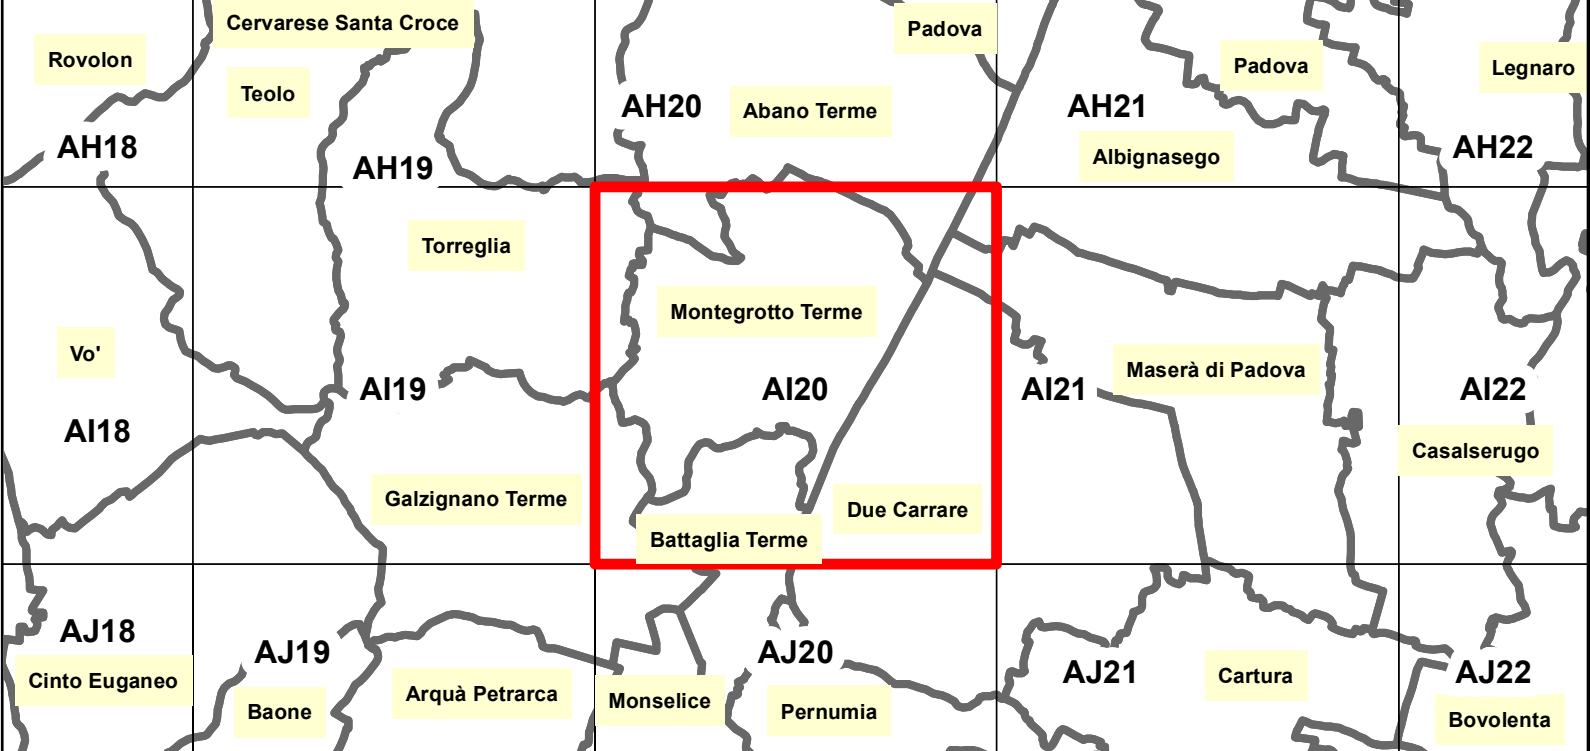 Cervarese Santa Croce
Padova
Rovolon
Padova
Legnaro
Teolo
AH20
Abano Terme
AH21
AH18
AH19
Albignasego
AH22
Torreglia
Montegrotto Terme
Vo'
Maserà di Padova
AI19
AI20
AI21
AI22
AI18
Casalserugo
Galzignano Terme
Due Carrare
Battaglia Terme
AJ18
AJ19
AJ20
AJ21
AJ22
Cinto Euganeo
Cartura
Arquà Petrarca
Monselice
Baone
Pernumia
Bovolenta